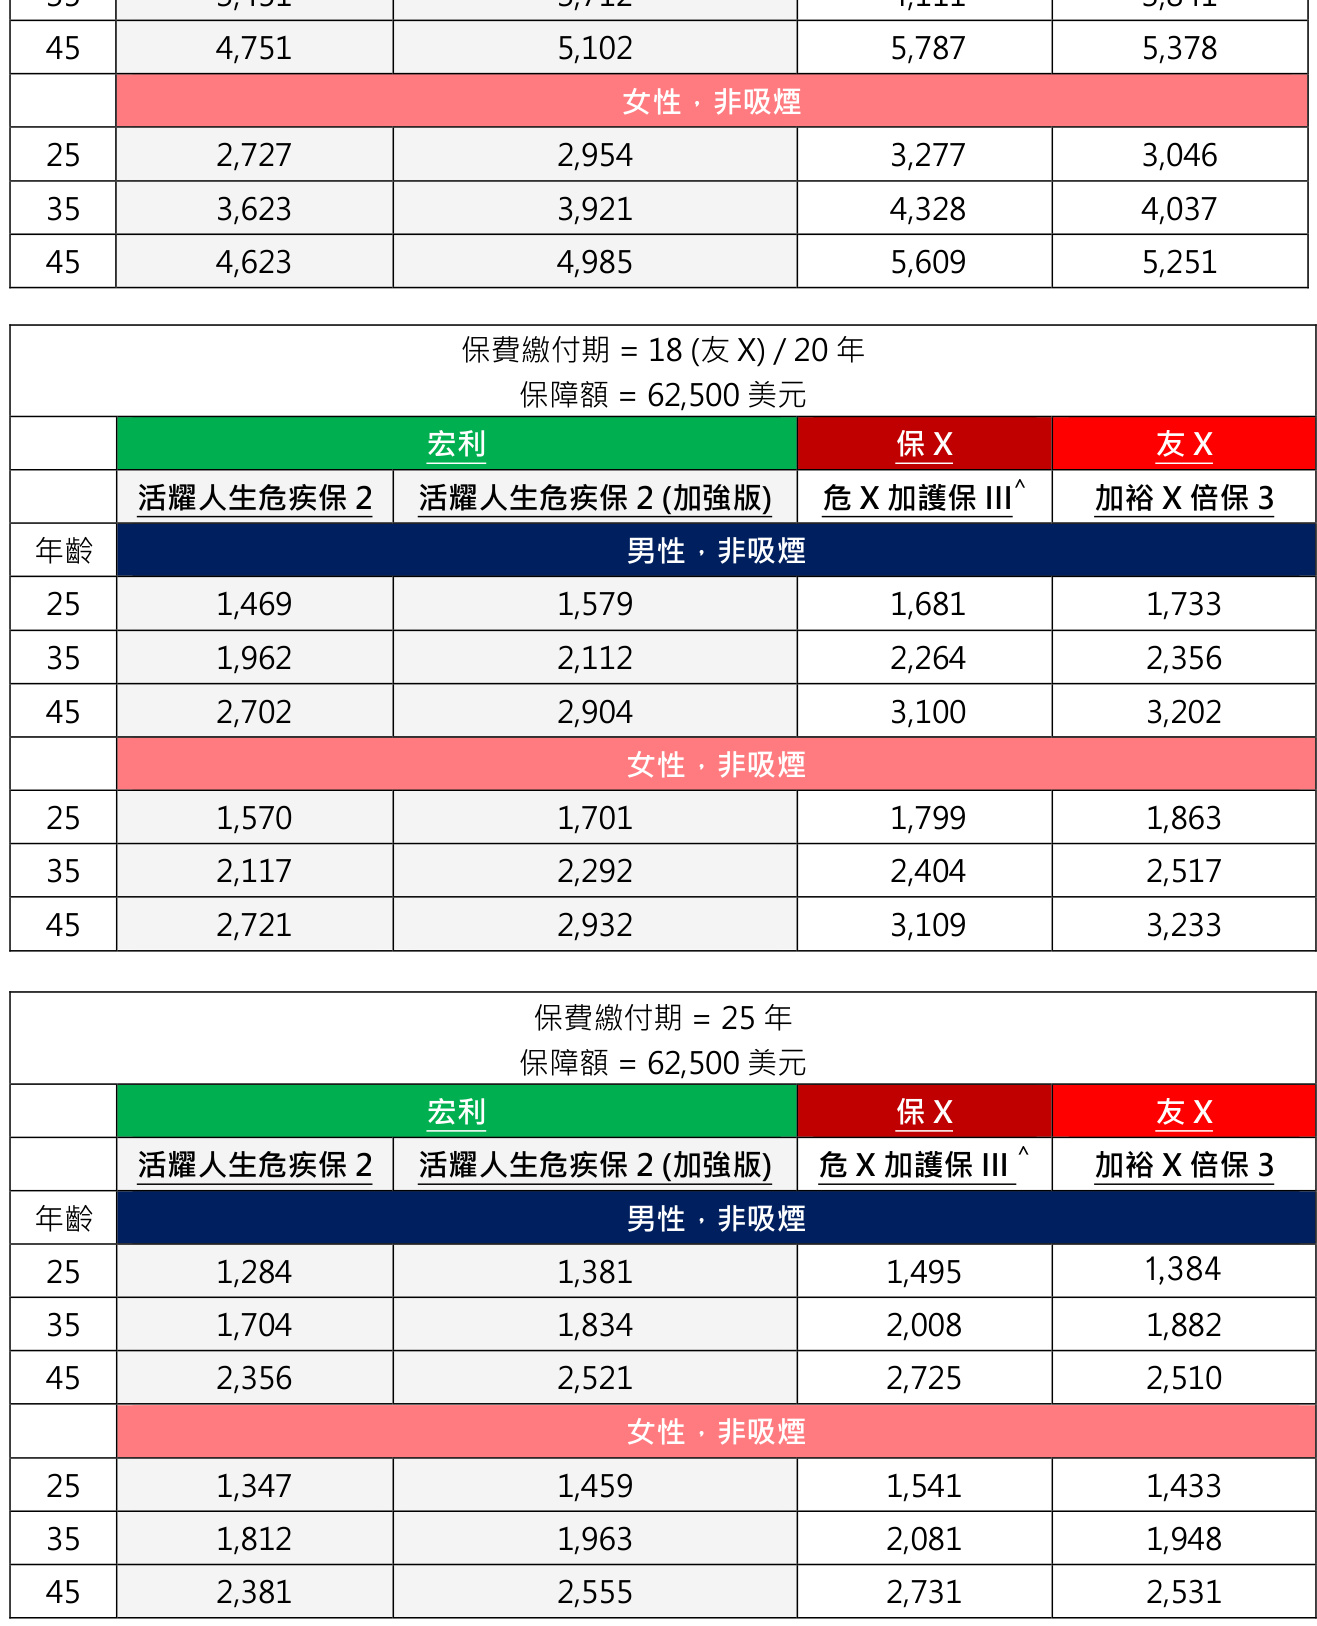 45 4,751 5,102 5,787 5,378
女性，非吸煙
25 2,727 2,954 3,277 3,046
35 3,623 3,921 4,328 4,037
45 4,623 4,985 5,609 5,251
保費繳付期 = 18 (友 X) / 20 年
保障額 = 62,500 美元
宏利 保 X 友 X
活耀人生危疾保 2 活耀人生危疾保 2 (加強版) 危 X 加護保 III^ 加裕 X 倍保 3
年齡 男性，非吸煙
25 1,469 1,579 1,681 1,733
35 1,962 2,112 2,264 2,356
45 2,702 2,904 3,100 3,202
女性，非吸煙
25 1,570 1,701 1,799 1,863
35 2,117 2,292 2,404 2,517
45 2,721 2,932 3,109 3,233
保費繳付期 = 25 年
保障額 = 62,500 美元
宏利 保 X 友 X
活耀人生危疾保 2 活耀人生危疾保 2 (加強版) 危 X 加護保 III ^ 加裕 X 倍保 3
年齡 男性，非吸煙
25 1,284 1,381 1,495 1,384
35 1,704 1,834 2,008 1,882
45 2,356 2,521 2,725 2,510
女性，非吸煙
25 1,347 1,459 1,541 1,433
35 1,812 1,963 2,081 1,948
45 2,381 2,555 2,731 2,531